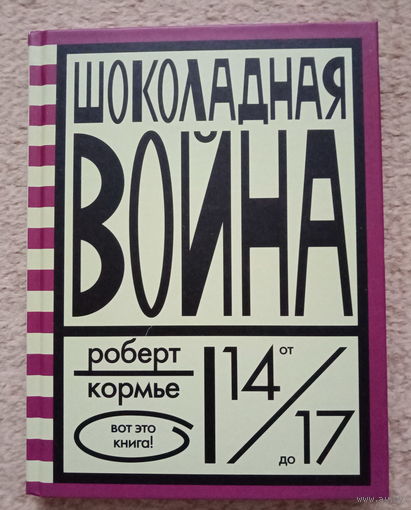 ШОКОЛАДНАЯ
ВОЙНА
роберт
кормье
ВОТ ЭТО
КНИГА!
14 от
до 17